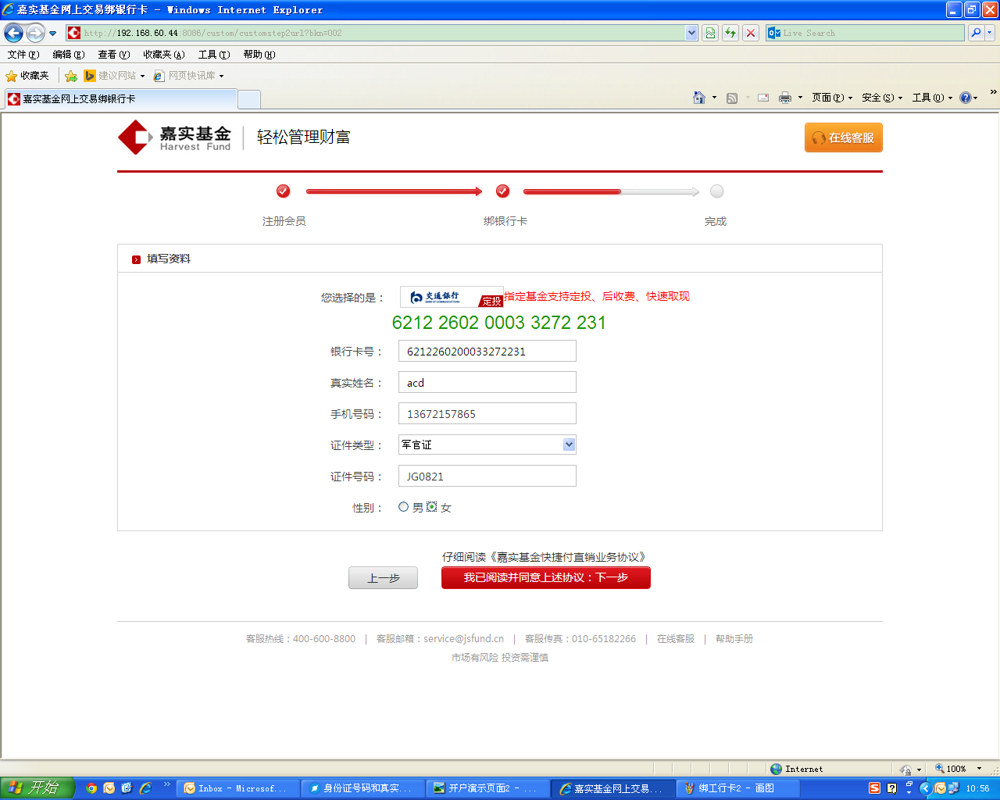 嘉实基金网上交易绑银行卡 - Windows Internet Explorer
http://192.168.60.44:8086/custom/customstep2url?bkn=002
Live Search
文件(F) 编辑(E) 查看(V) 收藏夹(A) 工具(T) 帮助(H)
收藏夹 建议网站 网页快讯库
嘉实基金网上交易绑银行卡
页面(P) 安全(S) 工具(O)
嘉实基金
Harvest Fund
轻松管理财富
在线客服
注册会员 绑银行卡 完成
填写资料
您选择的是: 交通银行 定投 指定基金支持定投、后收费、快速取现
BANK OF COMMUNICATIONS
6212 2602 0003 3272 231
银行卡号: 6212260200033272231
真实姓名: acd
手机号码: 13672157865
证件类型: 军官证
证件号码: JG0821
性别: 男 女
仔细阅读《嘉实基金快捷付直销业务协议》
上一步 我已阅读并同意上述协议:下一步
客服热线:400-600-8800 | 客服邮箱:service@jsfund.cn | 客服传真:010-65182266 | 在线客服 | 帮助手册
市场有风险 投资需谨慎
Internet 100%
开始 Inbox - Microsof... 身份证号码和真实... 开户演示页面2 - ... 嘉实基金网上交易... 绑工行卡2 - 画图 10:56